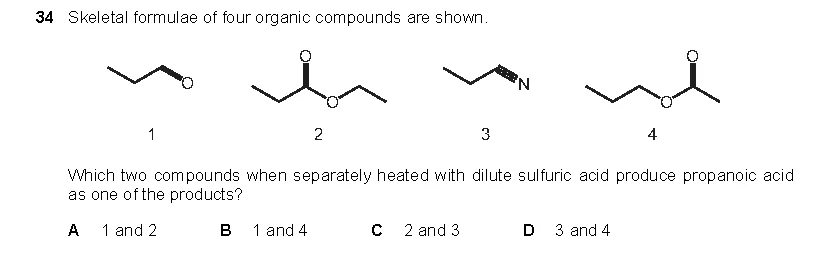 34 Skeletal formulae of four organic compounds are shown.
O O O N O O
1 2 3 4
Which two compounds when separately heated with dilute sulfuric acid produce propanoic acid
as one of the products?
A 1 and 2 B 1 and 4 C 2 and 3 D 3 and 4